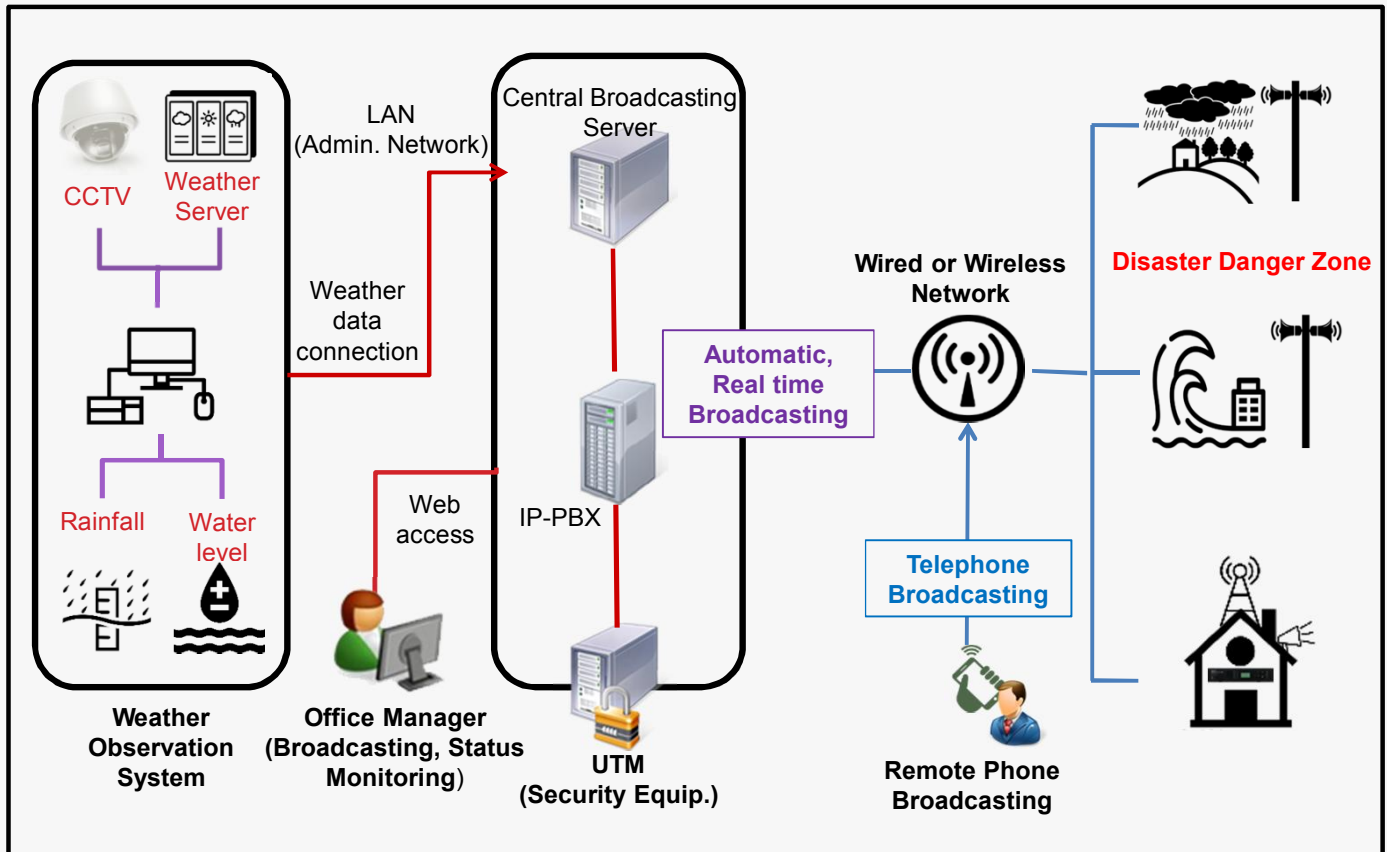 CCTV
Weather
Server
Rainfall
Water
level
Weather
Observation
System
LAN
(Admin. Network)
Weather
data
connection
Web
access
Office Manager
(Broadcasting, Status
Monitoring)
Central Broadcasting
Server
IP-PBX
UTM
(Security Equip.)
Automatic,
Real time
Broadcasting
Wired or Wireless
Network
Telephone
Broadcasting
Remote Phone
Broadcasting
Disaster Danger Zone